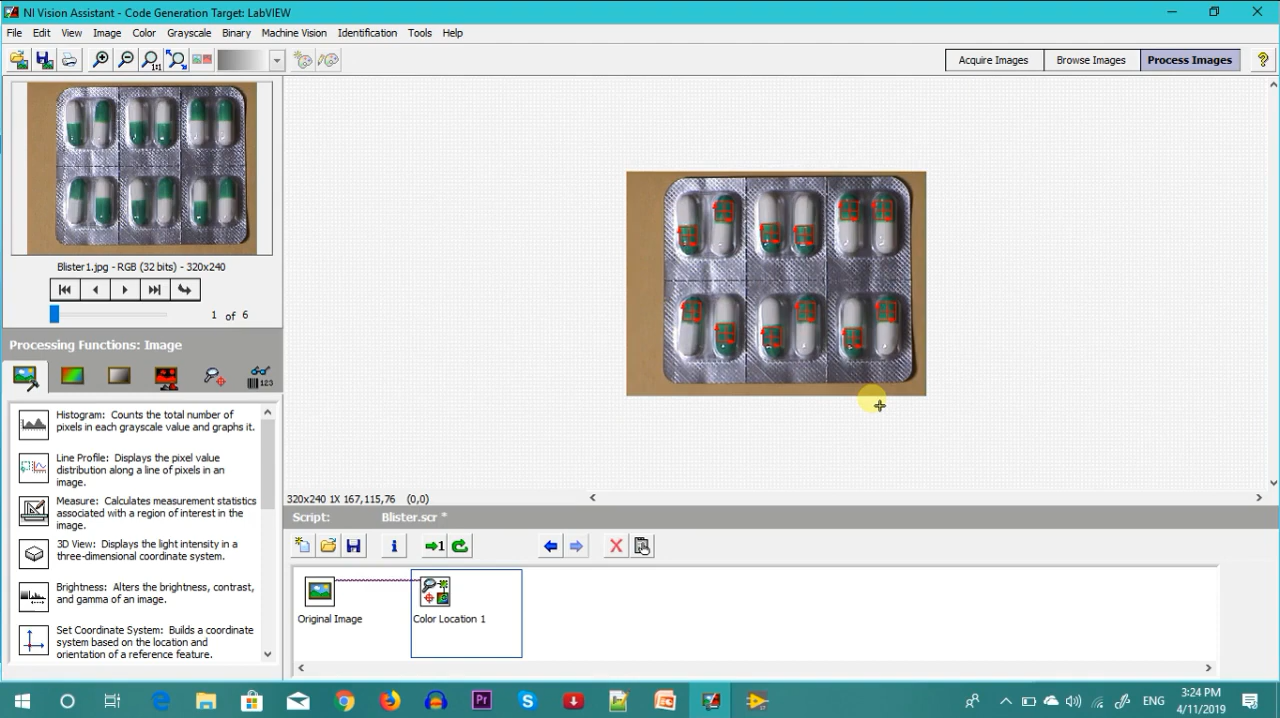 NI Vision Assistant - Code Generation Target: LabVIEW
File Edit View Image Color Grayscale Binary Machine Vision Identification Tools Help
1:1
Acquire Images Browse Images Process Images
Blister1.jpg - RGB (32 bits) - 320x240
1 of 6
Processing Functions: Image
123
Histogram: Counts the total number of
pixels in each grayscale value and graphs it.
Line Profile: Displays the pixel value
distribution along a line of pixels in an
image.
Measure: Calculates measurement statistics
associated with a region of interest in the
image.
3D View: Displays the light intensity in a
three-dimensional coordinate system.
Brightness: Alters the brightness, contrast,
and gamma of an image.
Set Coordinate System: Builds a coordinate
system based on the location and
orientation of a reference feature.
320x240 1X 167,115,76 (0,0)
Script: Blister.scr *
1
Original Image
Color Location 1
Pr
ENG
3:24 PM
4/11/2019